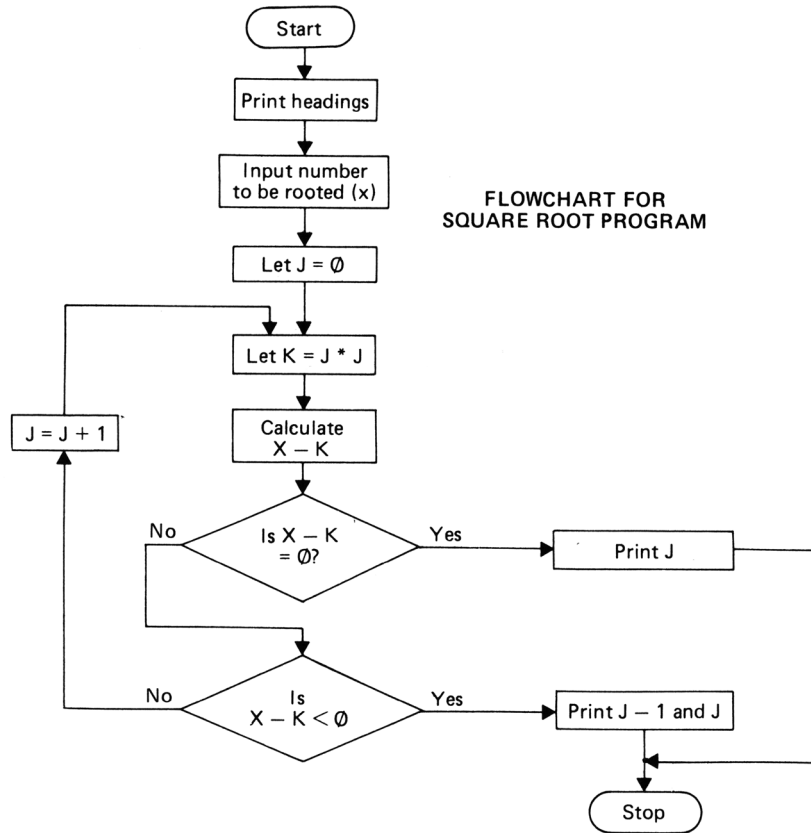 Start
Print headings
Input number
to be rooted (x)
FLOWCHART FOR
SQUARE ROOT PROGRAM
Let J = Ø
Let K = J * J
J = J + 1
Calculate
X – K
No
Is X – K
= Ø?
Yes
Print J
No
Is
X – K < Ø
Yes
Print J – 1 and J
Stop